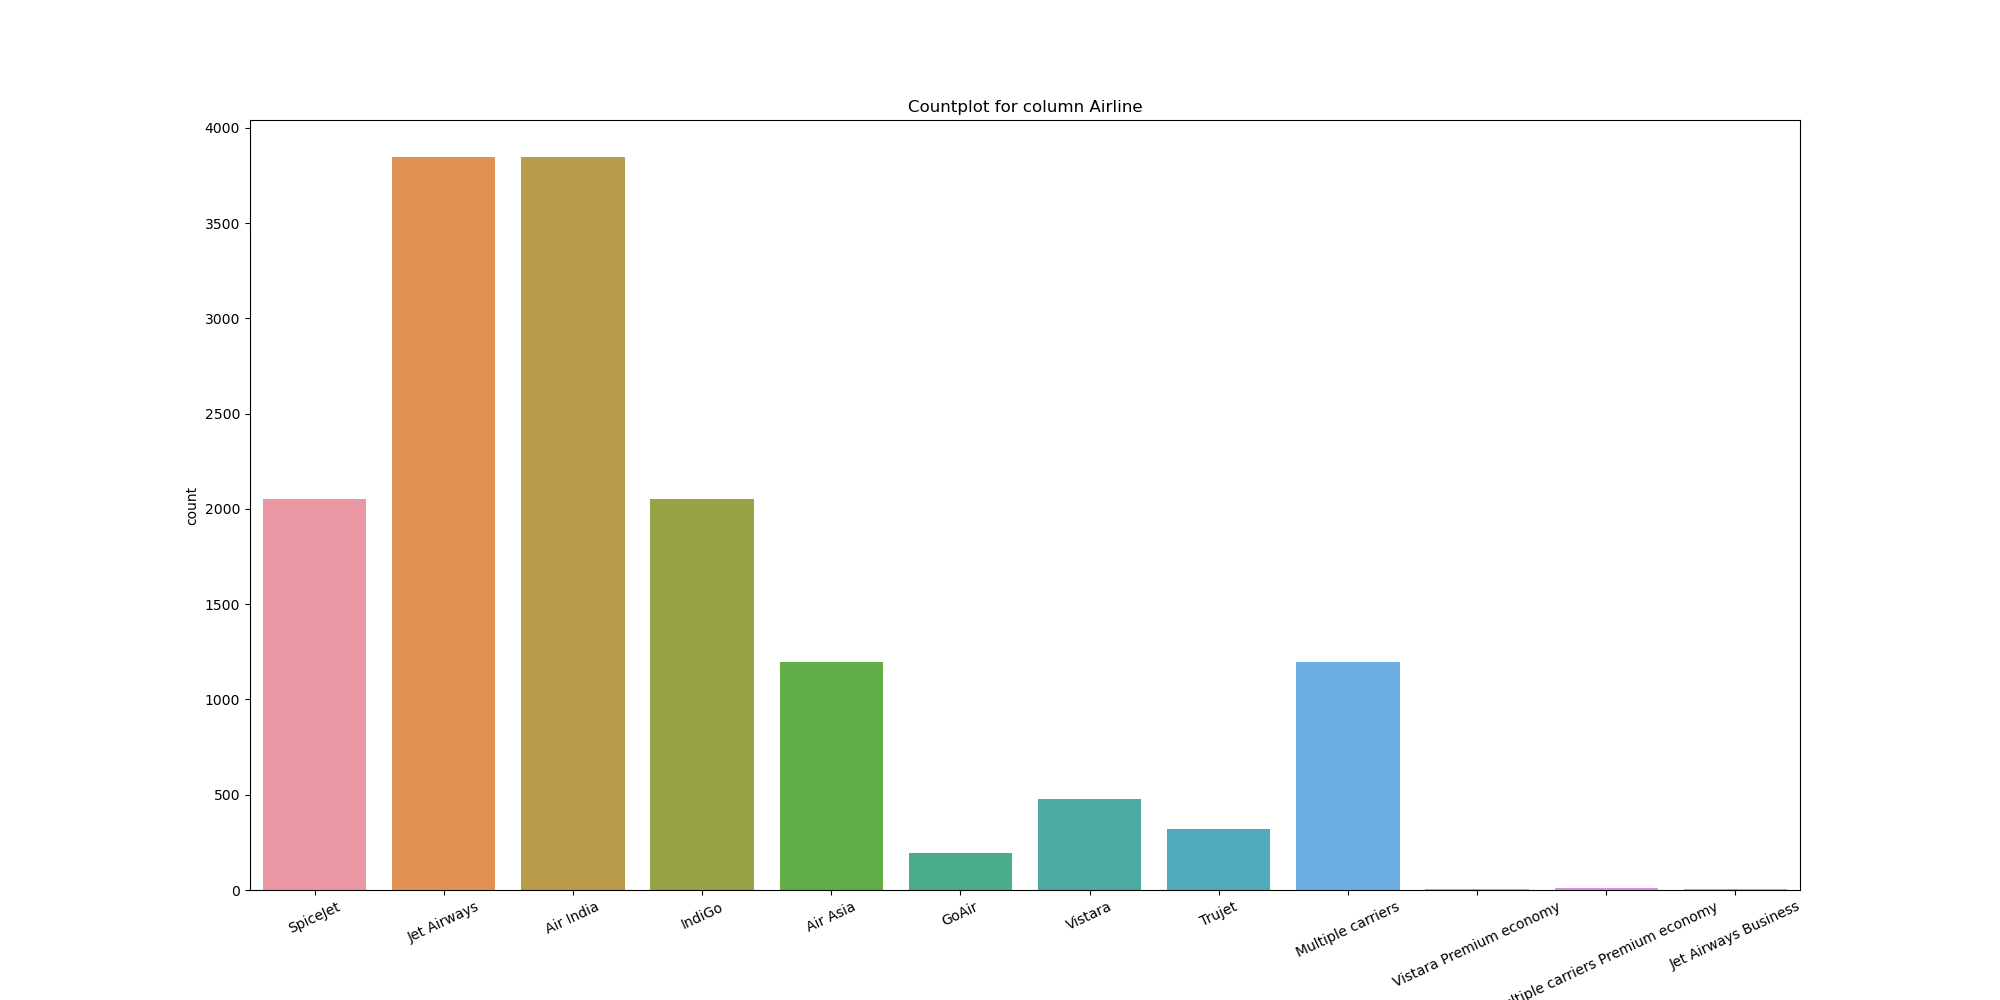 Countplot for column Airline
4000
3500
3000
2500
2000
1500
1000
500
0
count
SpiceJet
Jet Airways
Air India
IndiGo
Air Asia
GoAir
Vistara
Trujet
Multiple carriers
Vistara Premium economy
carriers Premium economy
Jet Airways Business